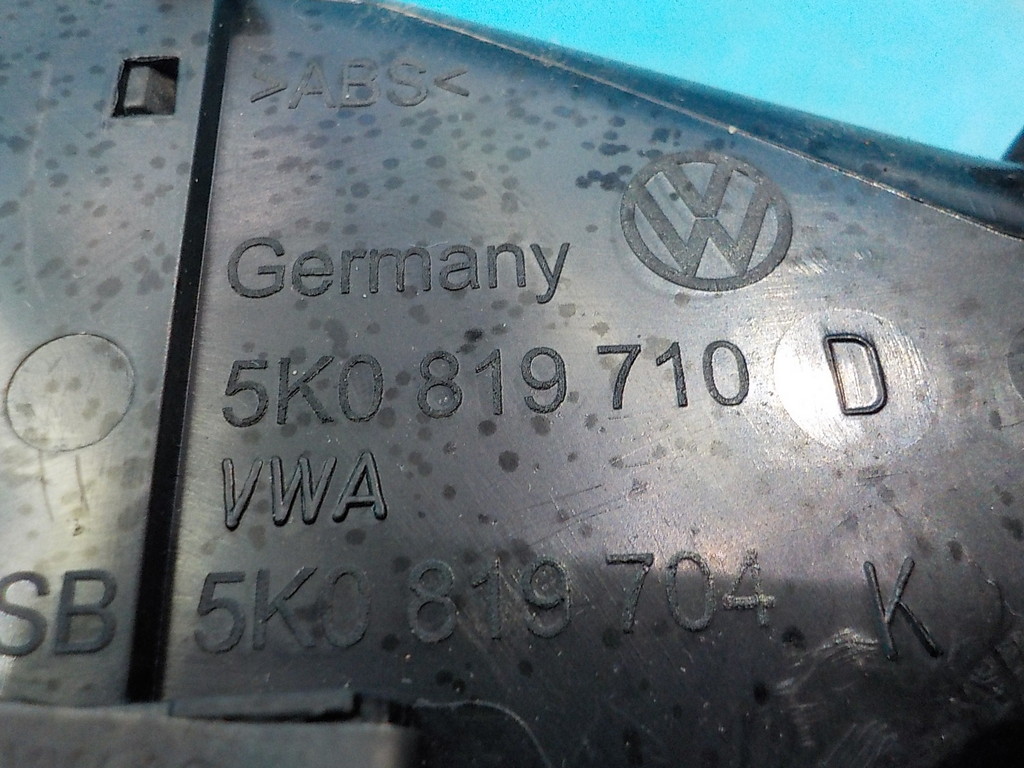 >ABS<
Germany
5K0 819 710 D
VWA
SB 5K0 819 704 K